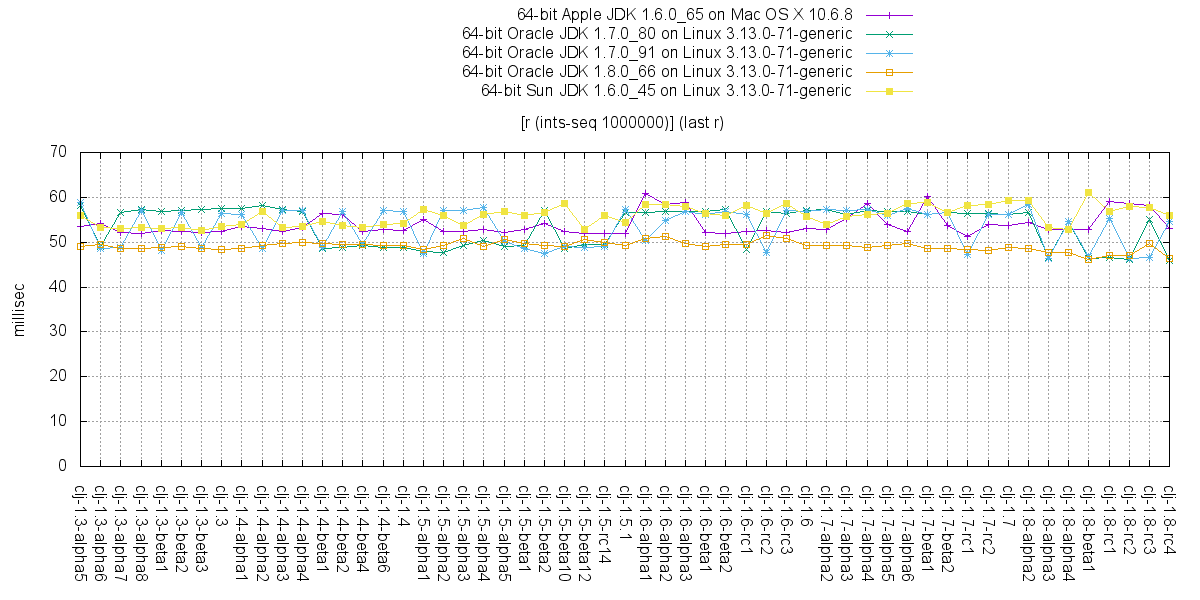 64-bit Apple JDK 1.6.0_65 on Mac OS X 10.6.8
64-bit Oracle JDK 1.7.0_80 on Linux 3.13.0-71-generic
64-bit Oracle JDK 1.7.0_91 on Linux 3.13.0-71-generic
64-bit Oracle JDK 1.8.0_66 on Linux 3.13.0-71-generic
64-bit Sun JDK 1.6.0_45 on Linux 3.13.0-71-generic
[r (ints-seq 1000000)] (last r)
70
60
50
40
30
20
10
0
millisec
clj-1.3-alpha5
clj-1.3-alpha6
clj-1.3-alpha7
clj-1.3-alpha8
clj-1.3-beta1
clj-1.3-beta2
clj-1.3-beta3
clj-1.3
clj-1.4-alpha1
clj-1.4-alpha2
clj-1.4-alpha3
clj-1.4-alpha4
clj-1.4-beta1
clj-1.4-beta2
clj-1.4-beta4
clj-1.4-beta6
clj-1.4
clj-1.5-alpha1
clj-1.5-alpha2
clj-1.5-alpha3
clj-1.5-alpha4
clj-1.5-alpha5
clj-1.5-beta1
clj-1.5-beta2
clj-1.5-beta10
clj-1.5-beta12
clj-1.5-rc14
clj-1.5.1
clj-1.6-alpha1
clj-1.6-alpha2
clj-1.6-alpha3
clj-1.6-beta1
clj-1.6-beta2
clj-1.6-rc1
clj-1.6-rc2
clj-1.6-rc3
clj-1.6
clj-1.7-alpha2
clj-1.7-alpha3
clj-1.7-alpha4
clj-1.7-alpha5
clj-1.7-alpha6
clj-1.7-beta1
clj-1.7-beta2
clj-1.7-rc1
clj-1.7-rc2
clj-1.7
clj-1.8-alpha2
clj-1.8-alpha3
clj-1.8-alpha4
clj-1.8-beta1
clj-1.8-rc1
clj-1.8-rc2
clj-1.8-rc3
clj-1.8-rc4